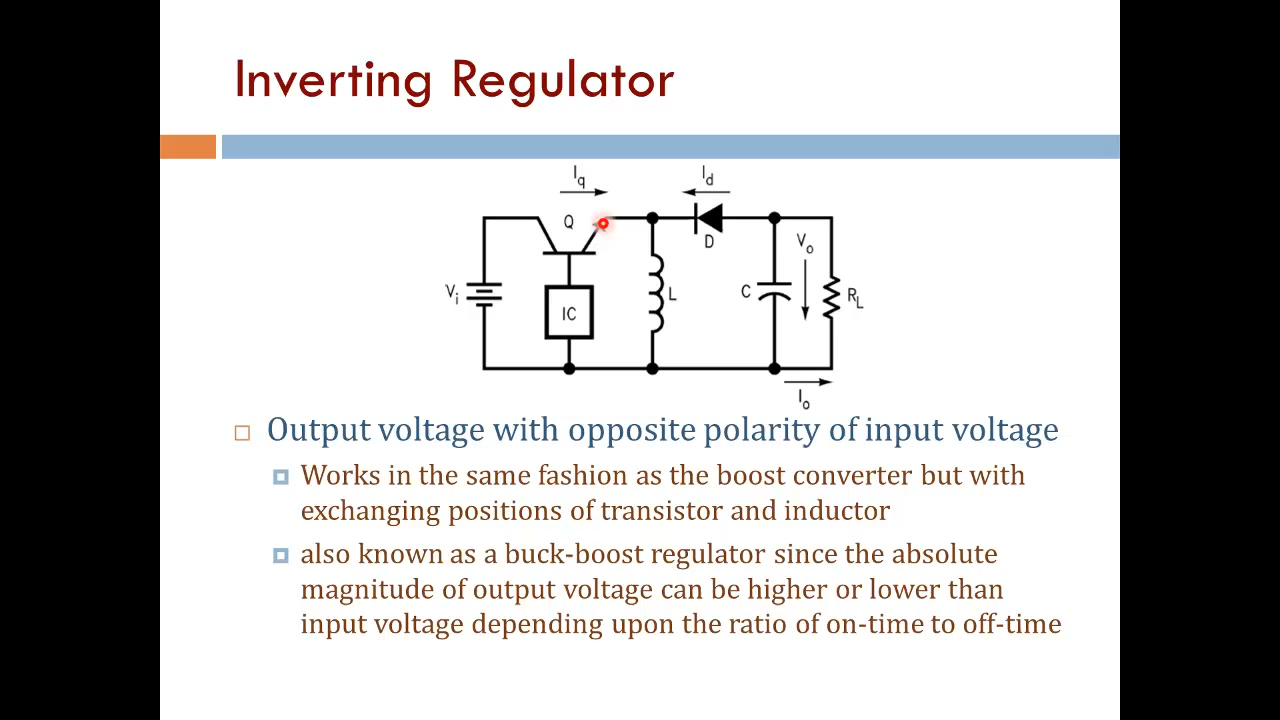 Inverting Regulator
Iq
Id
Q
D
Vo
Vi
IC
L
C
RL
Io
Output voltage with opposite polarity of input voltage
Works in the same fashion as the boost converter but with
exchanging positions of transistor and inductor
also known as a buck-boost regulator since the absolute
magnitude of output voltage can be higher or lower than
input voltage depending upon the ratio of on-time to off-time